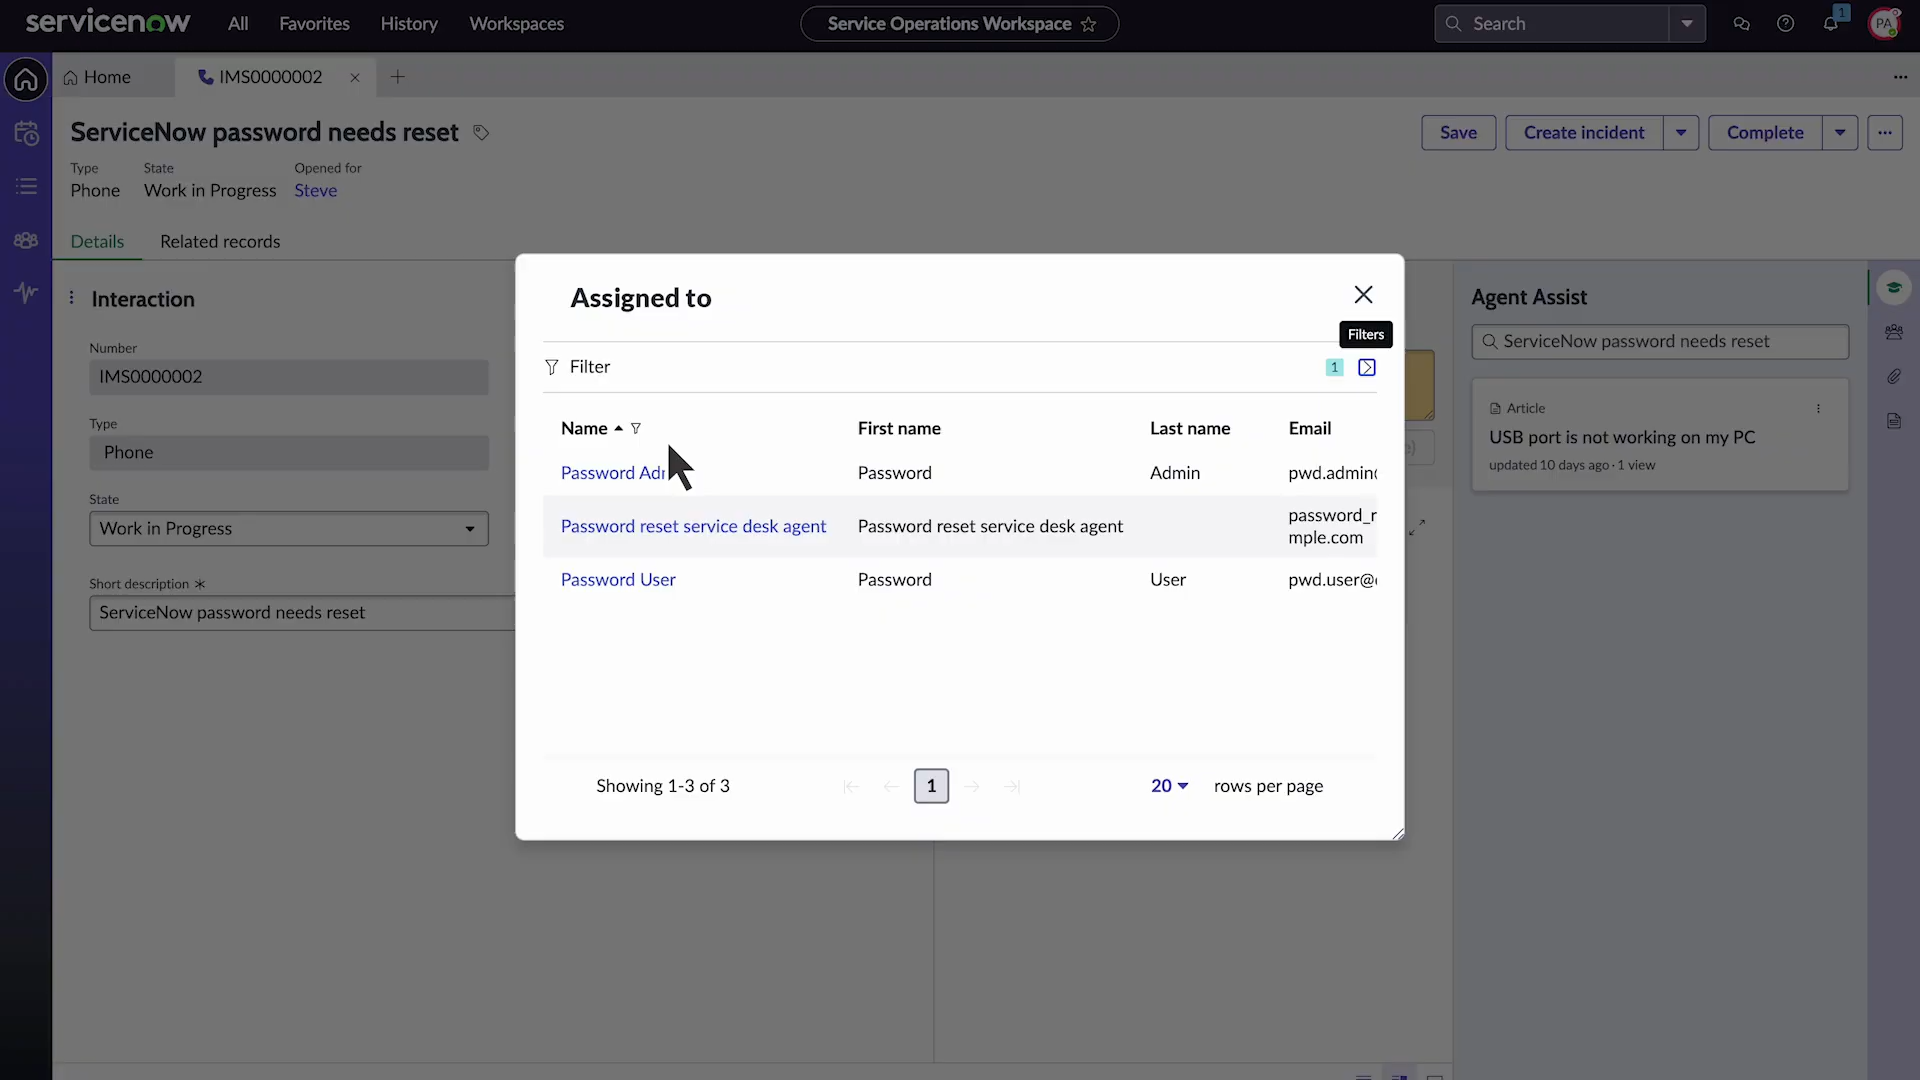 servicenow
All
Favorites
History
Workspaces
Service Operations Workspace
Search
1
PA
Home
IMS0000002
ServiceNow password needs reset
Save
Create incident
Complete
Type
State
Opened for
Phone
Work in Progress
Steve
Details
Related records
Interaction
Number
IMS0000002
Type
Phone
State
Work in Progress
Short description
ServiceNow password needs reset
Assigned to
Filters
Filter
1
Name
First name
Last name
Email
Password Adm
Password
Admin
pwd.admin
Password reset service desk agent
Password reset service desk agent
password_r
mple.com
Password User
Password
User
pwd.user@
Showing 1-3 of 3
1
20
rows per page
Agent Assist
ServiceNow password needs reset
Article
USB port is not working on my PC
updated 10 days ago · 1 view